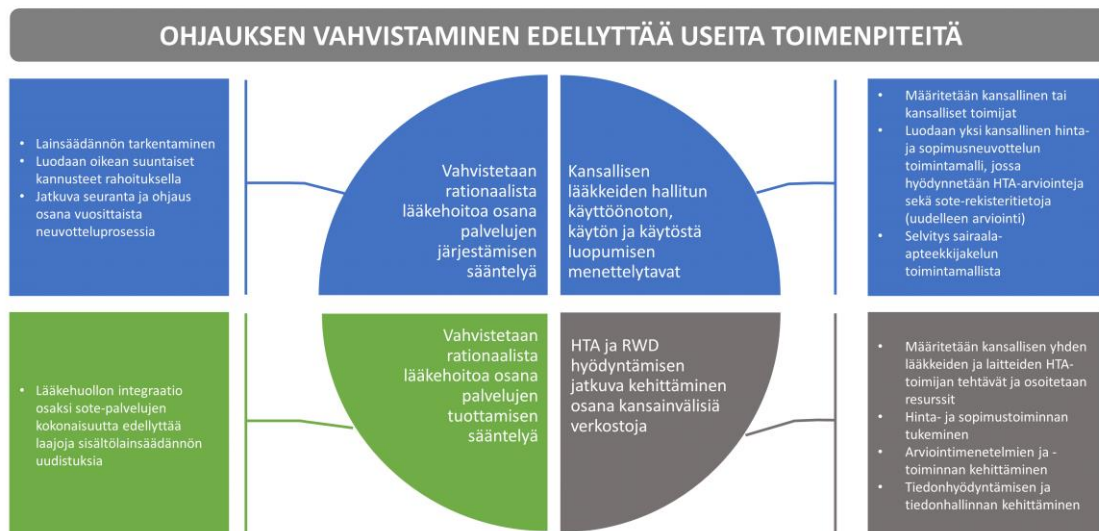 OHJAUKSEN VAHVISTAMINEN EDELLYTTÄÄ USEITA TOIMENPITEITÄ
• Lainsäädännön tarkentaminen
• Luodaan oikean suuntaiset
kannusteet rahoituksella
• Jatkuva seuranta ja ohjaus
osana vuosittaista
neuvotteluprosessia
Vahvistetaan
rationaalista
lääkehoitoa osana
palvelujen
järjestämisen
sääntelyä
Kansallisen
lääkkeiden hallitun
käyttöönoton,
käytön ja käytöstä
luopumisen
menettelytavat
• Määritetään kansallinen tai
kansalliset toimijat
• Luodaan yksi kansallinen hinta-
ja sopimusneuvottelun
toimintamalli, jossa
hyödynnetään HTA-arviointeja
sekä sote-rekisteritietoja
(uudelleen arviointi)
• Selvitys sairaala-
apteekkijakelun
toimintamallista
• Lääkehuollon integraatio
osaksi sote-palvelujen
kokonaisuutta edellyttää
laajoja sisältölainsäädännön
uudistuksia
Vahvistetaan
rationaalista
lääkehoitoa osana
palvelujen
tuottamisen
sääntelyä
HTA ja RWD
hyödyntämisen
jatkuva kehittäminen
osana kansainvälisiä
verkostoja
• Määritetään kansallisen yhden
lääkkeiden ja laitteiden HTA-
toimijan tehtävät ja osoitetaan
resurssit
• Hinta- ja sopimustoiminnan
tukeminen
• Arviointimenetelmien ja -
toiminnan kehittäminen
• Tiedonhyödyntämisen ja
tiedonhallinnan kehittäminen